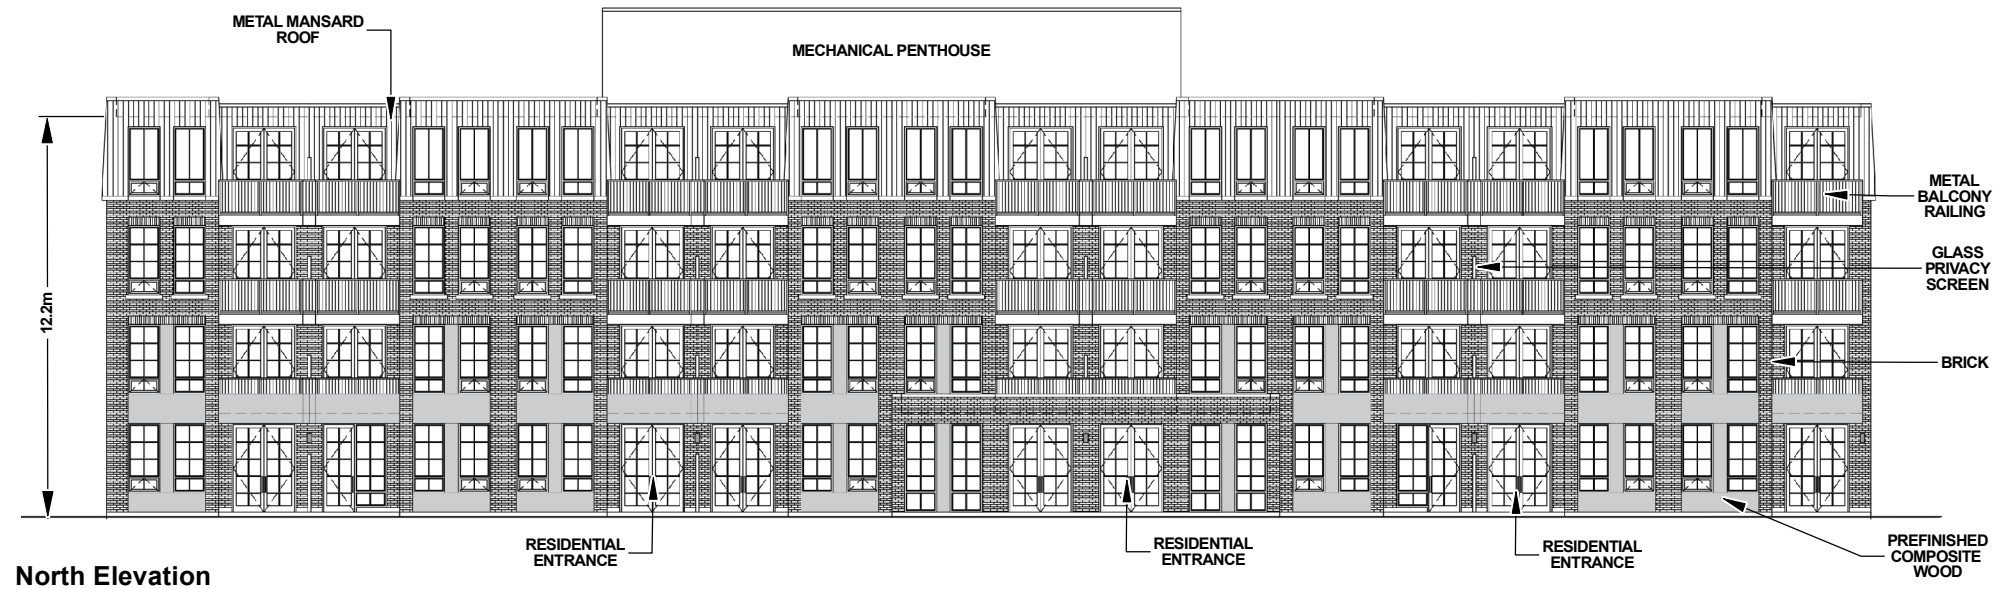 METAL MANSARD
ROOF
MECHANICAL PENTHOUSE
METAL
BALCONY
RAILING
GLASS
PRIVACY
SCREEN
12.2m
BRICK
RESIDENTIAL
ENTRANCE
RESIDENTIAL
ENTRANCE
RESIDENTIAL
ENTRANCE
PREFINISHED
COMPOSITE
WOOD
North Elevation